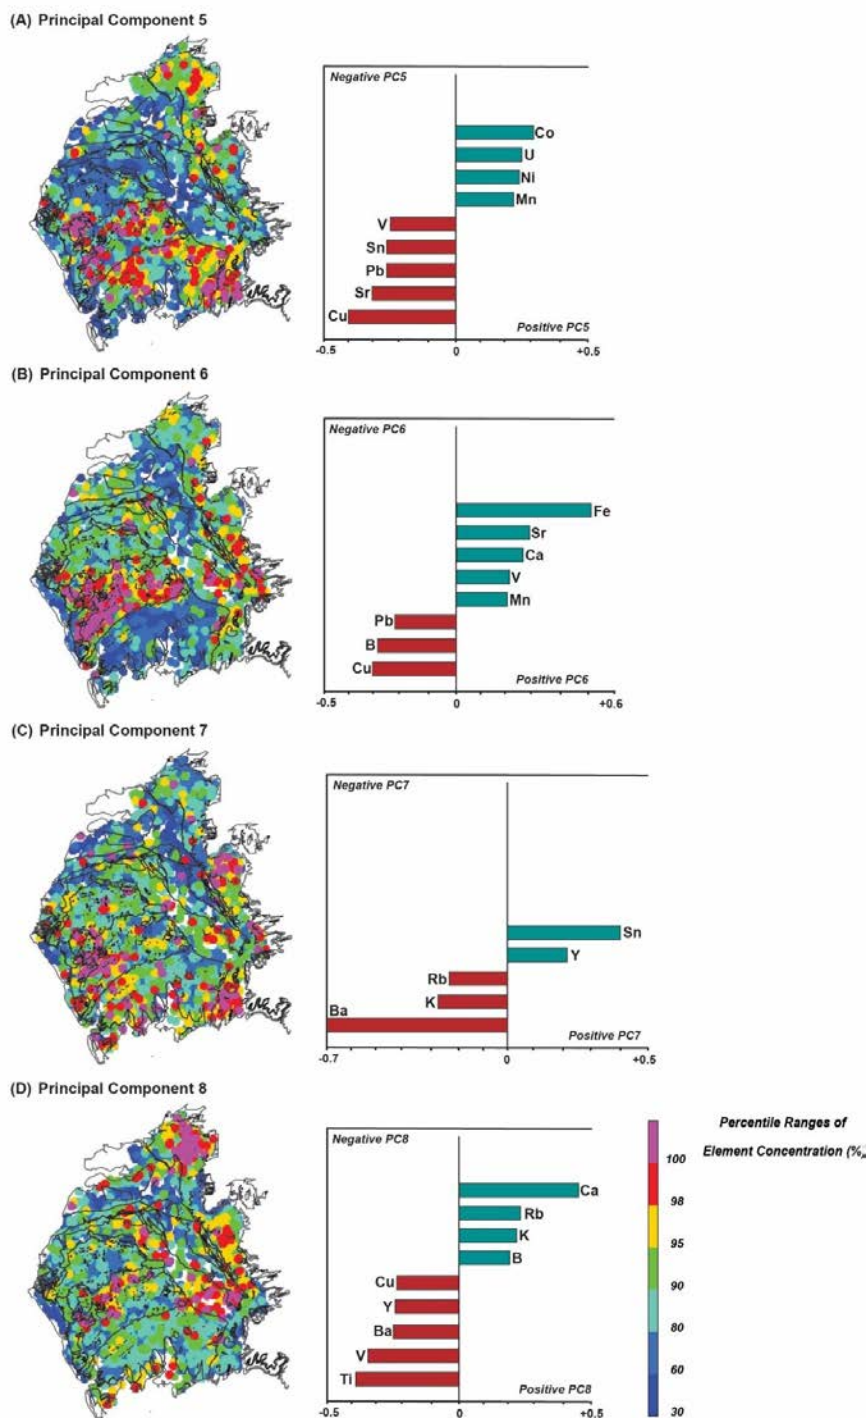 (A) Principal Component 5
Negative PC5
Co
U
Ni
Mn
V
Sn
Pb
Sr
Cu
Positive PC5
-0.5 0 +0.5
(B) Principal Component 6
Negative PC6
Fe
Sr
Ca
V
Mn
Pb
B
Cu
Positive PC6
-0.5 0 +0.6
(C) Principal Component 7
Negative PC7
Sn
Y
Rb
K
Ba
Positive PC7
-0.7 0 +0.5
(D) Principal Component 8
Negative PC8
Ca
Rb
K
B
Cu
Y
Ba
V
Ti
Positive PC8
-0.5 0 +0.5
Percentile Ranges of
Element Concentration
100
98
95
90
80
60
30